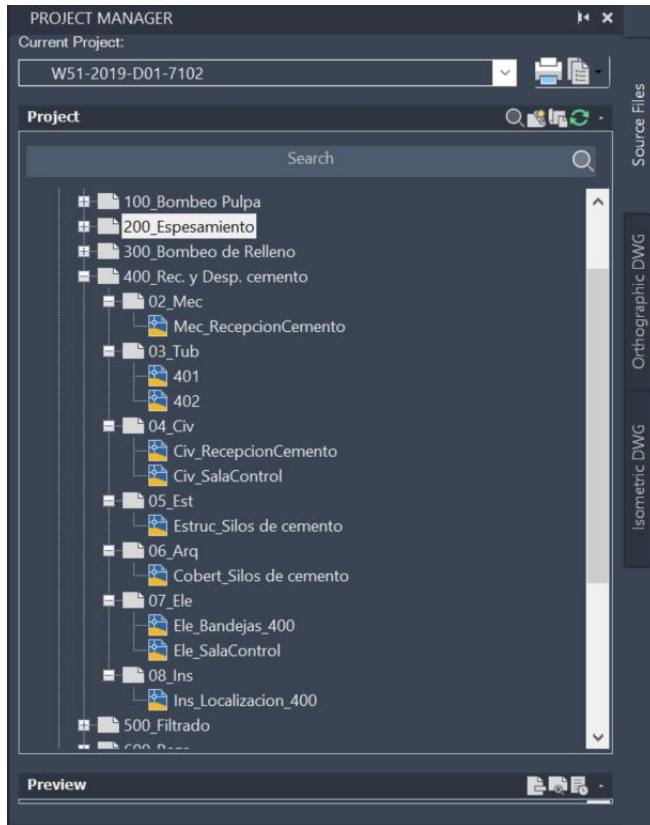 PROJECT MANAGER
Current Project:
W51-2019-D01-7102
Project
Search
100_Bombeo Pulpa
200_Espesamiento
300_Bombeo de Relleno
400_Rec. y Desp. cemento
02_Mec
Mec_RecepcionCemento
03_Tub
401
402
04_Civ
Civ_RecepcionCemento
Civ_SalaControl
05_Est
Estruc_Silos de cemento
06_Arq
Cobert_Silos de cemento
07_Ele
Ele_Bandejas_400
Ele_SalaControl
08_Ins
Ins_Localizacion_400
500_Filtrado
Preview
Source Files
Orthographic DWG
Isometric DWG